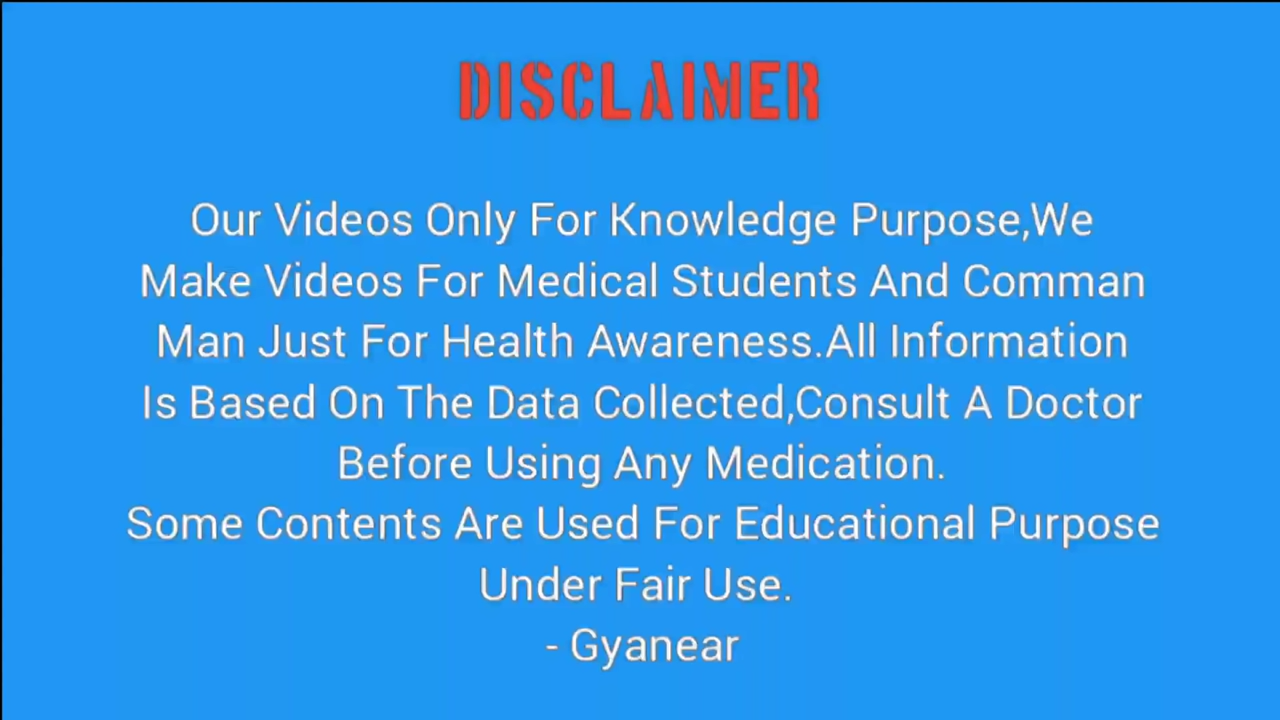 DISCLAIMER
Our Videos Only For Knowledge Purpose,We
Make Videos For Medical Students And Comman
Man Just For Health Awareness.All Information
Is Based On The Data Collected,Consult A Doctor
Before Using Any Medication.
Some Contents Are Used For Educational Purpose
Under Fair Use.
- Gyanear